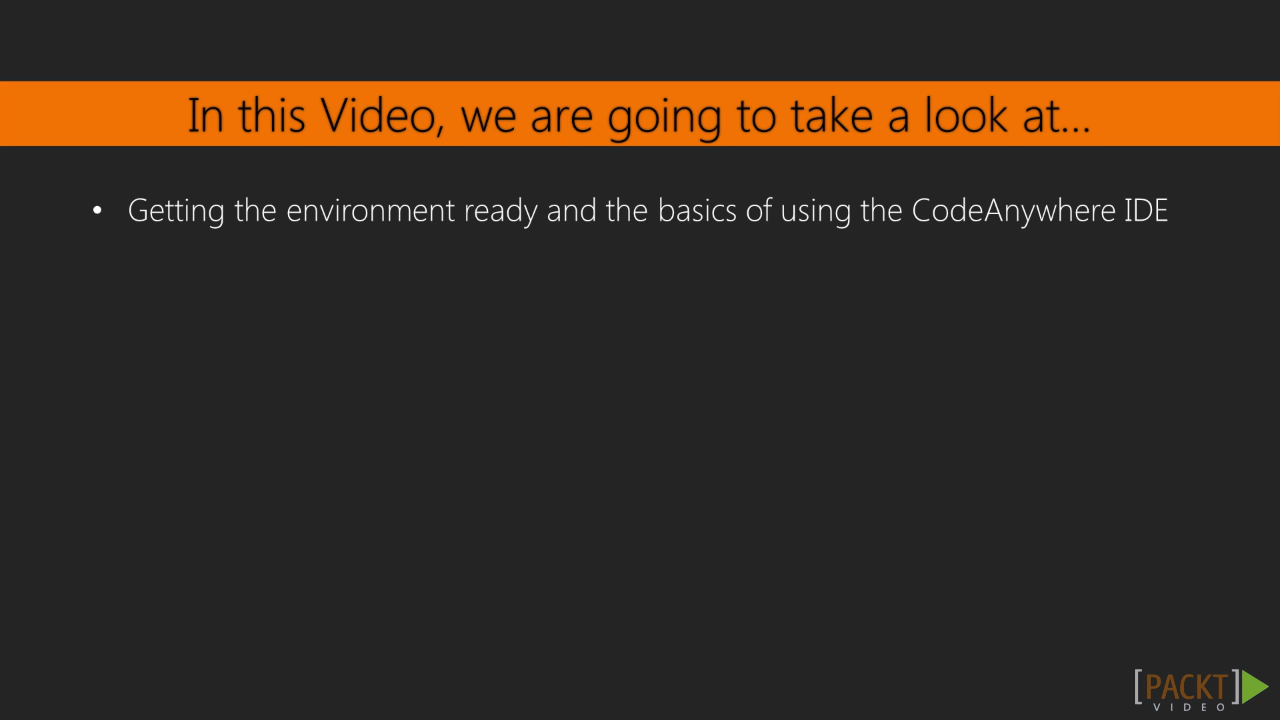 In this Video, we are going to take a look at...
• Getting the environment ready and the basics of using the CodeAnywhere IDE
[PACKT]
VIDEO